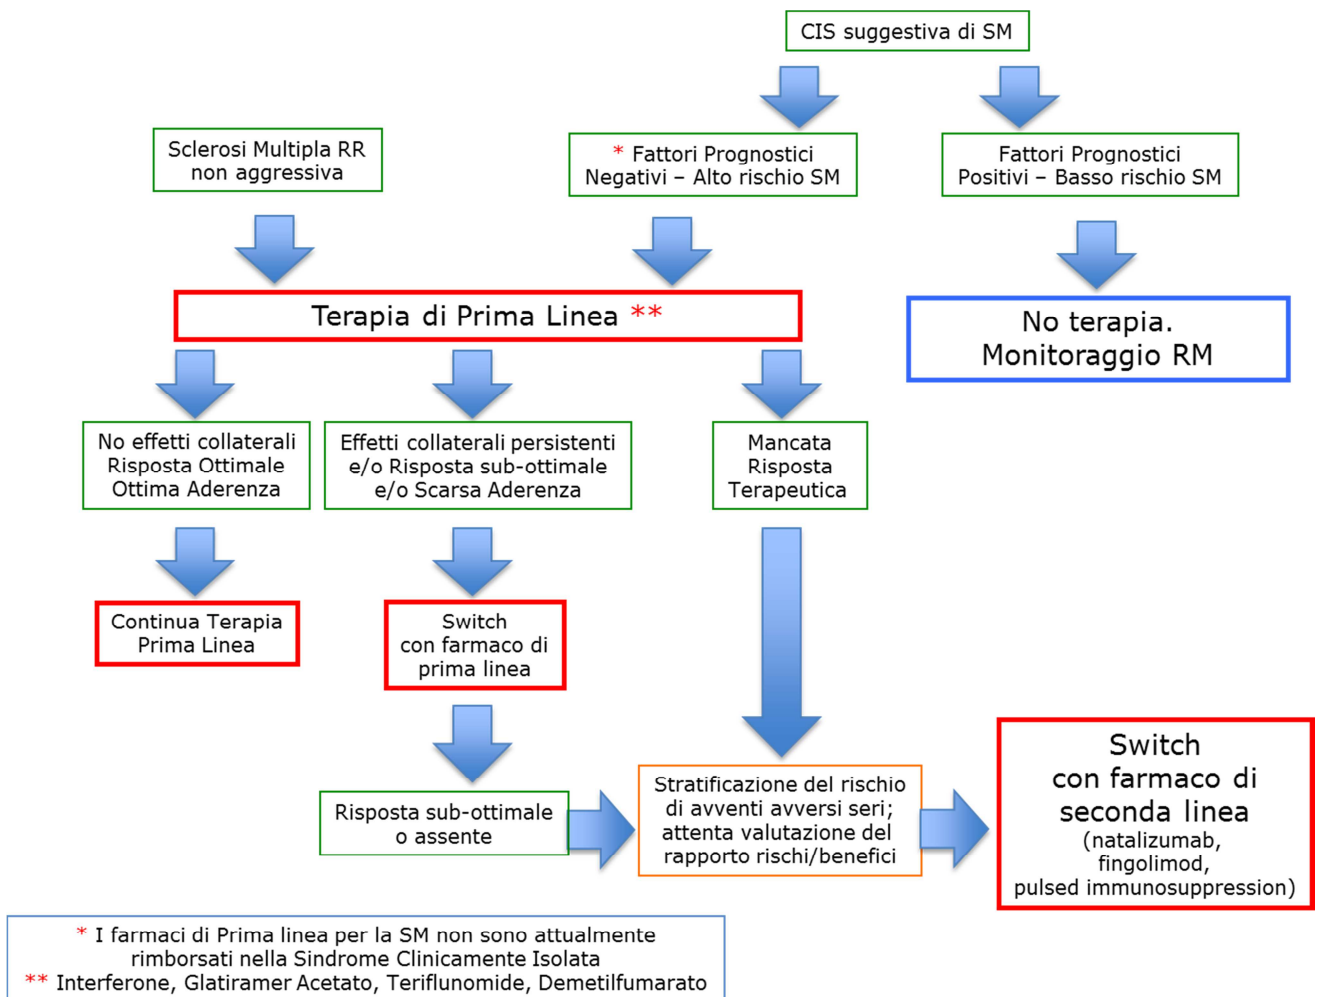 CIS suggestiva di SM
Sclerosi Multipla RR
non aggressiva
* Fattori Prognostici
Negativi – Alto rischio SM
Fattori Prognostici
Positivi – Basso rischio SM
Terapia di Prima Linea **
No terapia.
Monitoraggio RM
No effetti collaterali
Risposta Ottimale
Ottima Aderenza
Effetti collaterali persistenti
e/o Risposta sub-ottimale
e/o Scarsa Aderenza
Mancata
Risposta
Terapeutica
Continua Terapia
Prima Linea
Switch
con farmaco di
prima linea
Risposta sub-ottimale
o assente
Stratificazione del rischio
di avventi avversi seri;
attenta valutazione del
rapporto rischi/benefici
Switch
con farmaco di
seconda linea
(natalizumab,
fingolimod,
pulsed immunosuppression)
* I farmaci di Prima linea per la SM non sono attualmente
rimborsati nella Sindrome Clinicamente Isolata
** Interferone, Glatiramer Acetato, Teriflunomide, Demetilfumarato